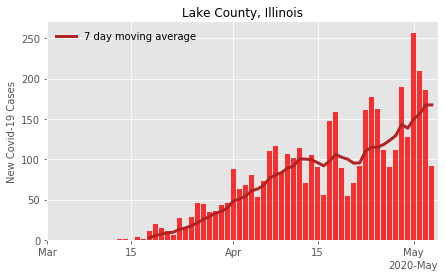 Lake County, Illinois
7 day moving average
New Covid-19 Cases
250
200
150
100
50
0
Mar 15 Apr 15 May
2020-May